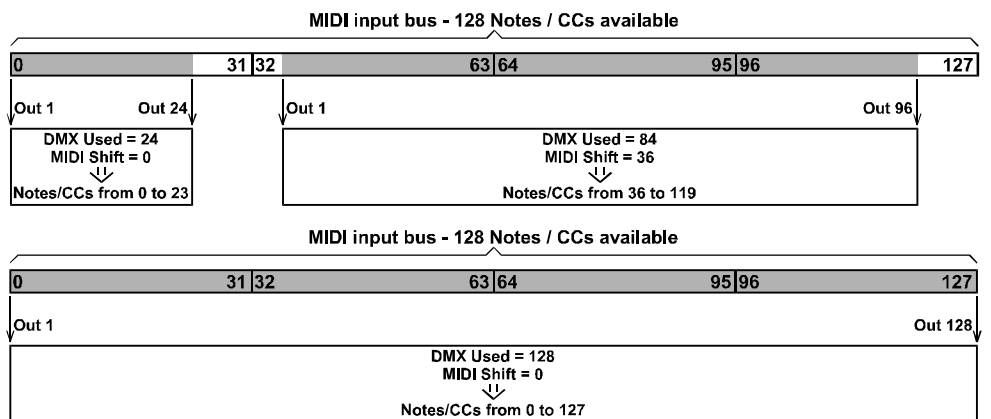 MIDI input bus - 128 Notes / CCs available
0 31 32 63 64 95 96 127
Out 1 Out 24 Out 1 Out 96
DMX Used = 24
MIDI Shift = 0
Notes/CCs from 0 to 23
DMX Used = 84
MIDI Shift = 36
Notes/CCs from 36 to 119
MIDI input bus - 128 Notes / CCs available
0 31 32 63 64 95 96 127
Out 1 Out 128
DMX Used = 128
MIDI Shift = 0
Notes/CCs from 0 to 127